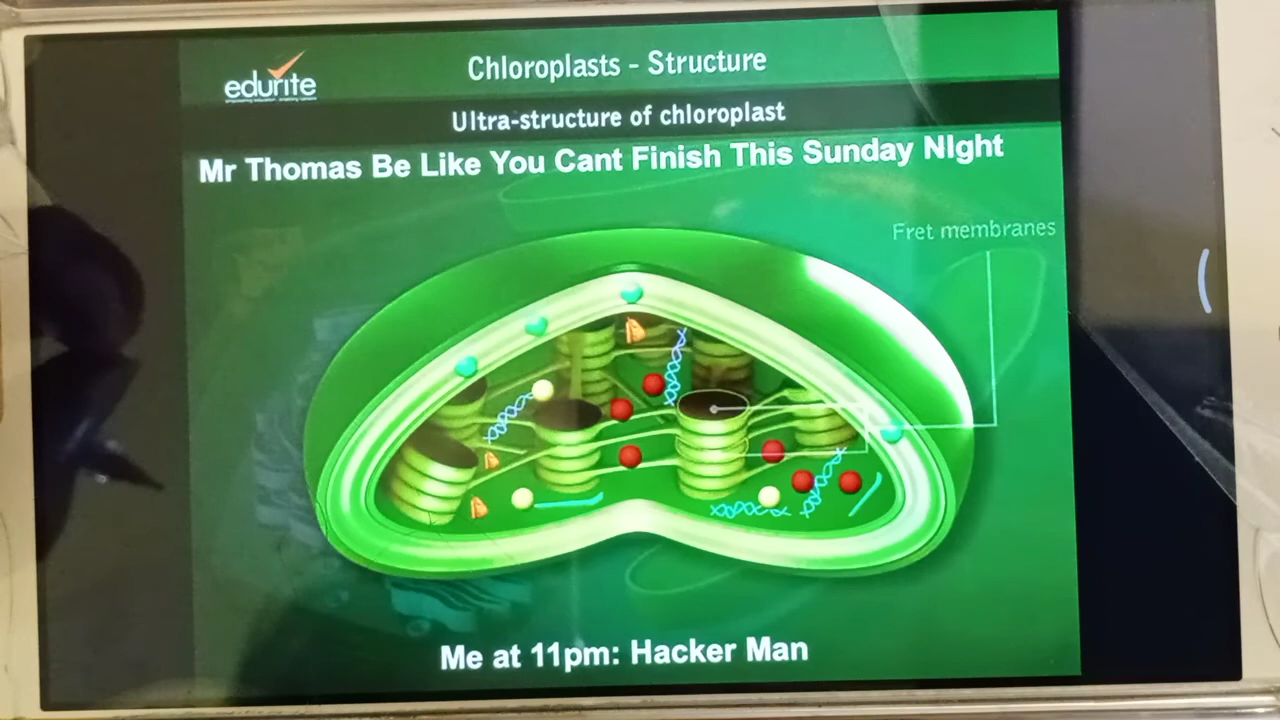 edurite
Chloroplasts - Structure
Ultra-structure of chloroplast
Mr Thomas Be Like You Cant Finish This Sunday NIght
Fret membranes
Me at 11pm: Hacker Man